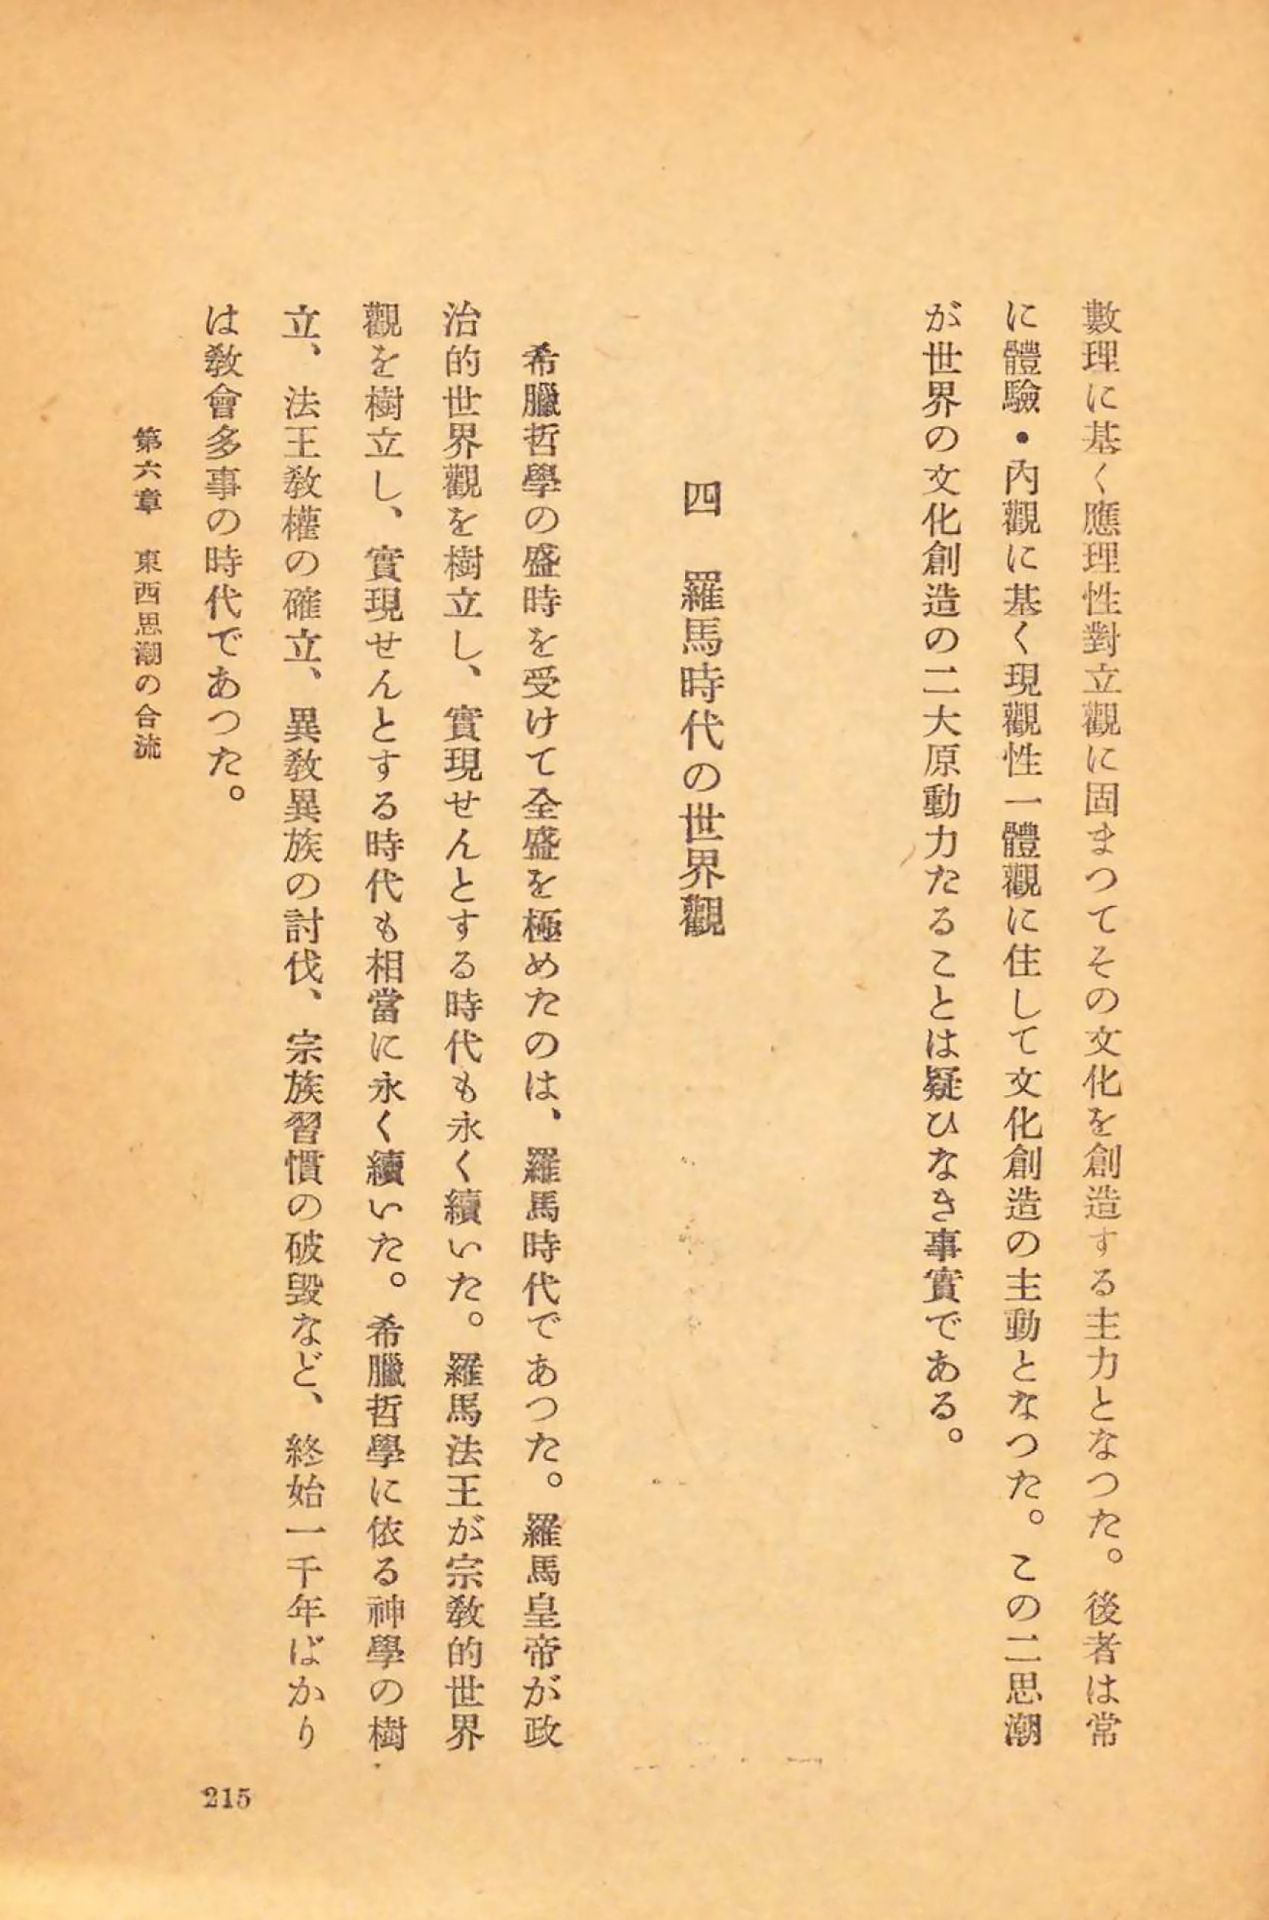 數理に基く應理性對立觀に固まつてその文化を創造する主力となつた。後者は常
に體驗・內觀に基く現觀性一體觀に住して文化創造の主動となつた。この二思潮
が世界の文化創造の二大原動力たることは疑ひなき事實である。
四　羅馬時代の世界觀
希臘哲學の盛時を受けて全盛を極めたのは、羅馬時代であつた。羅馬皇帝が政
治的世界觀を樹立し、實現せんとする時代も永く續いた。羅馬法王が宗教的世界
觀を樹立し、實現せんとする時代も相當に永く續いた。希臘哲學に依る神學の樹
立、法王教權の確立、異教異族の討伐、宗族習慣の破毀など、終始一千年ばかり
は教會多事の時代であつた。
第六章　東西思潮の合流
215